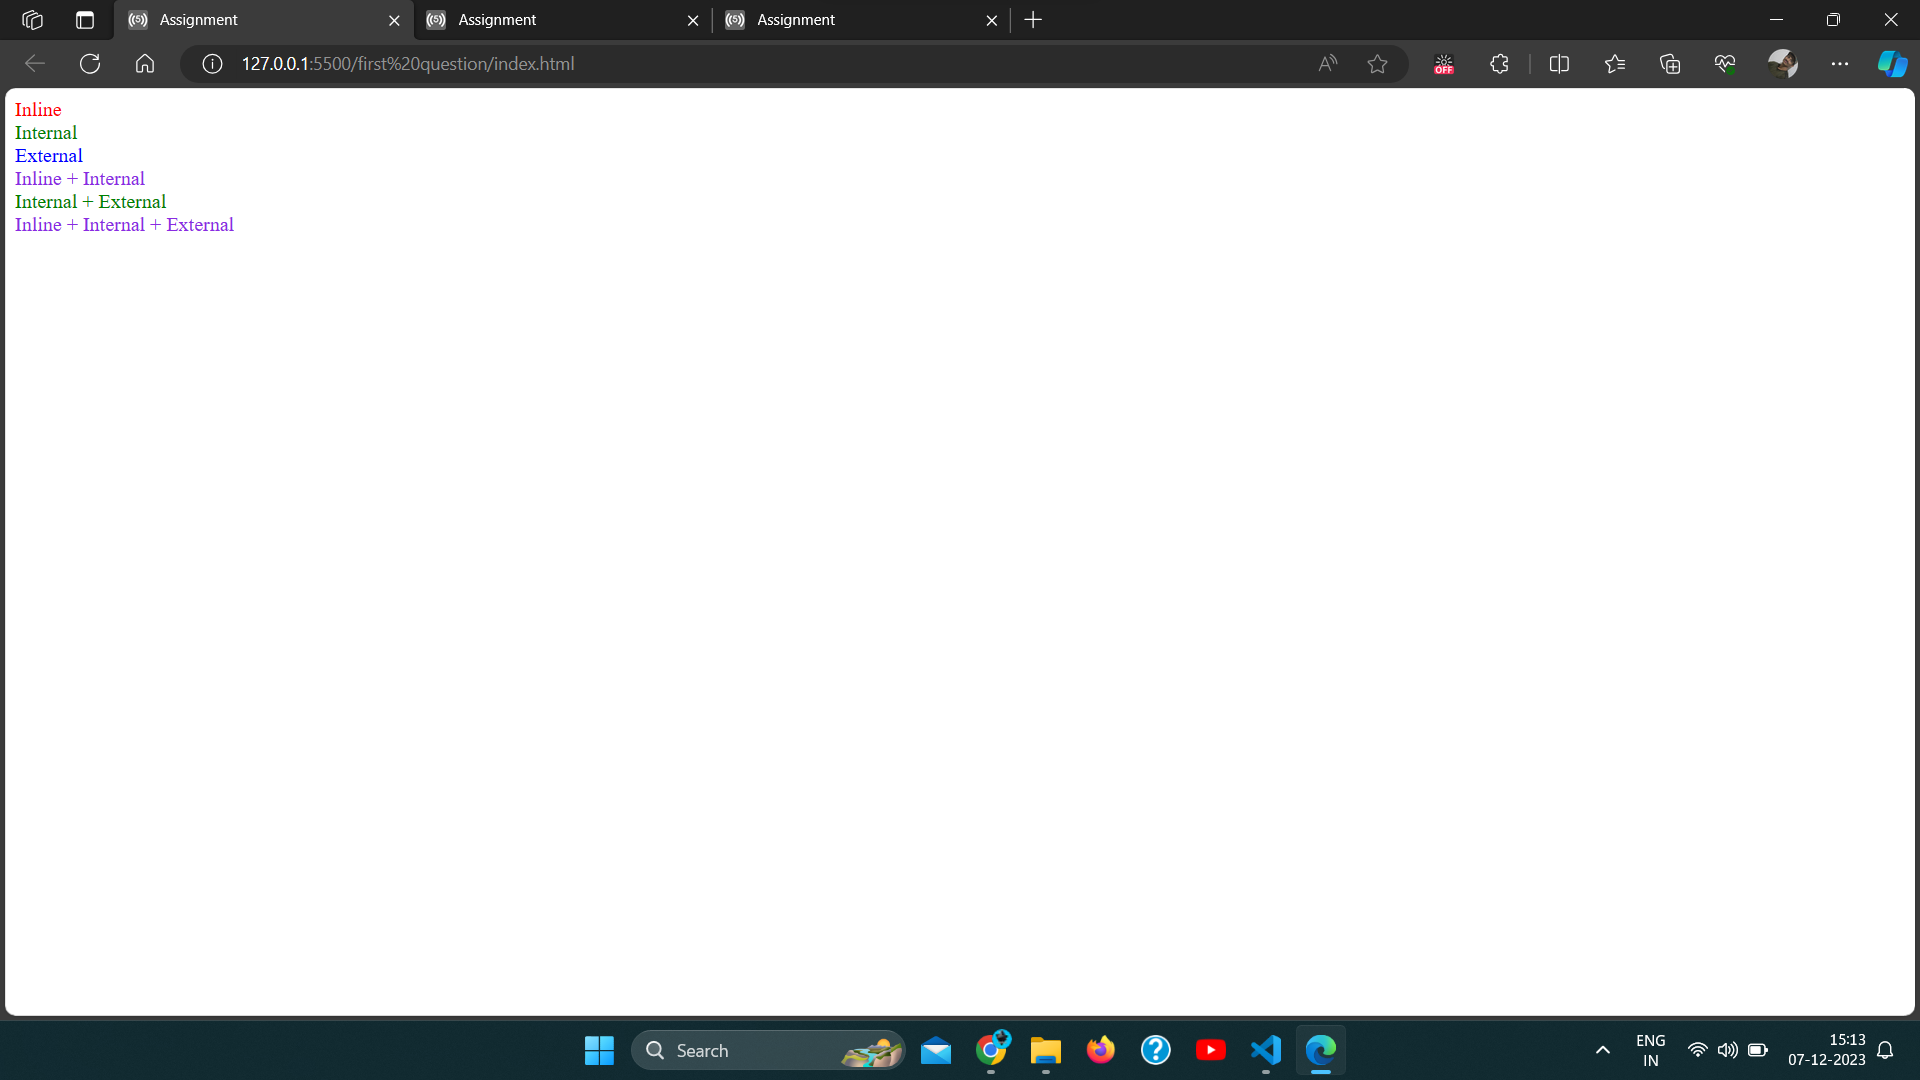 Assignment
Assignment
Assignment
127.0.0.1:5500/first%20question/index.html
OFF
Inline
Internal
External
Inline + Internal
Internal + External
Inline + Internal + External
Search
ENG
IN
15:13
07-12-2023